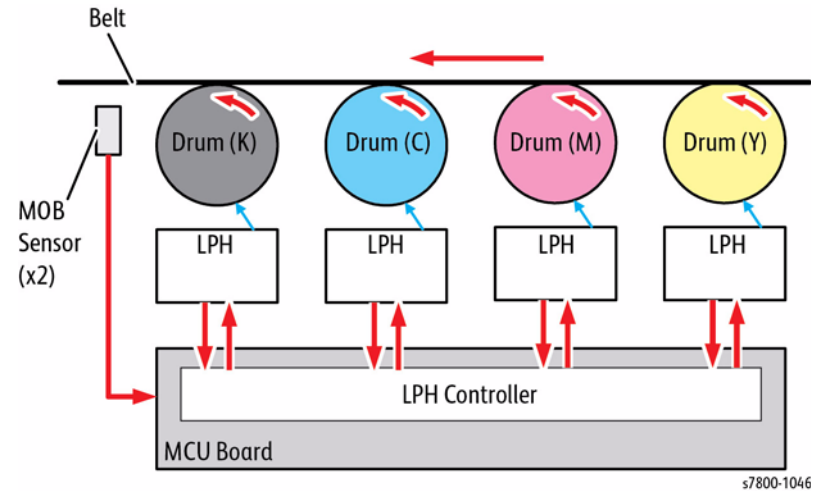 Belt
Drum (K)
Drum (C)
Drum (M)
Drum (Y)
MOB
Sensor
(x2)
LPH
LPH
LPH
LPH
LPH Controller
MCU Board
s7800-1046